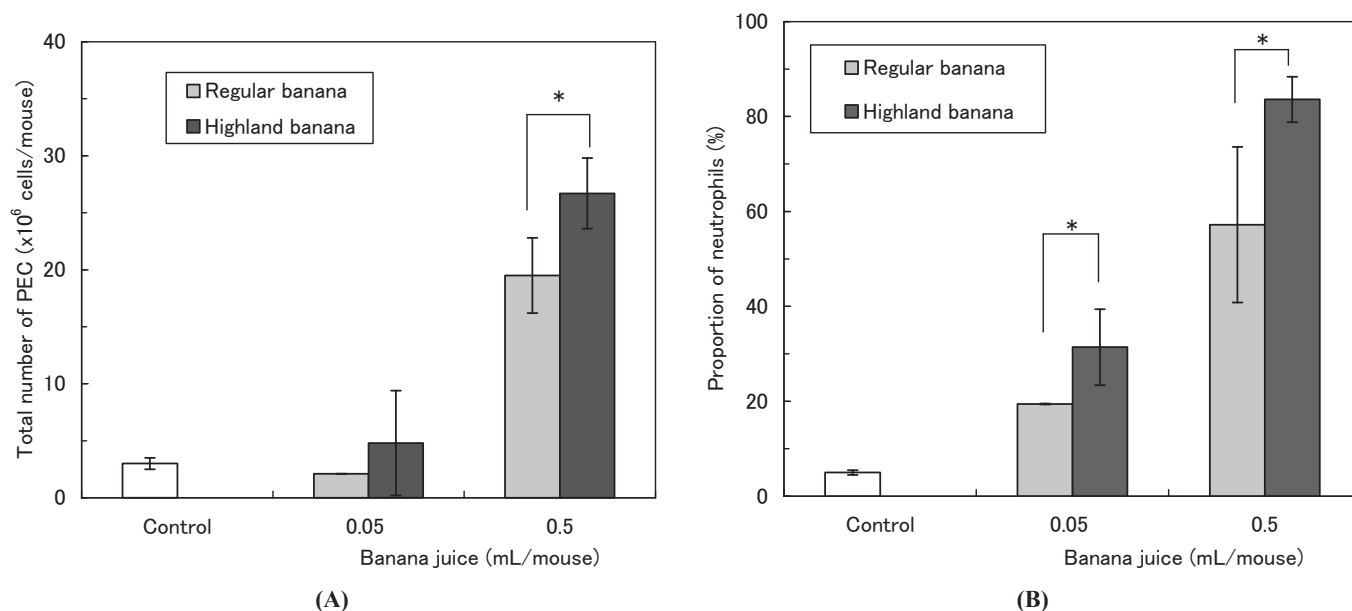 40
30
20
10
0
Total number of PEC (x10⁶ cells/mouse)
Regular banana
Highland banana
*
Control
0.05
0.5
Banana juice (mL/mouse)
(A)
100
80
60
40
20
0
Proportion of neutrophils (%)
Regular banana
Highland banana
*
*
Control
0.05
0.5
Banana juice (mL/mouse)
(B)